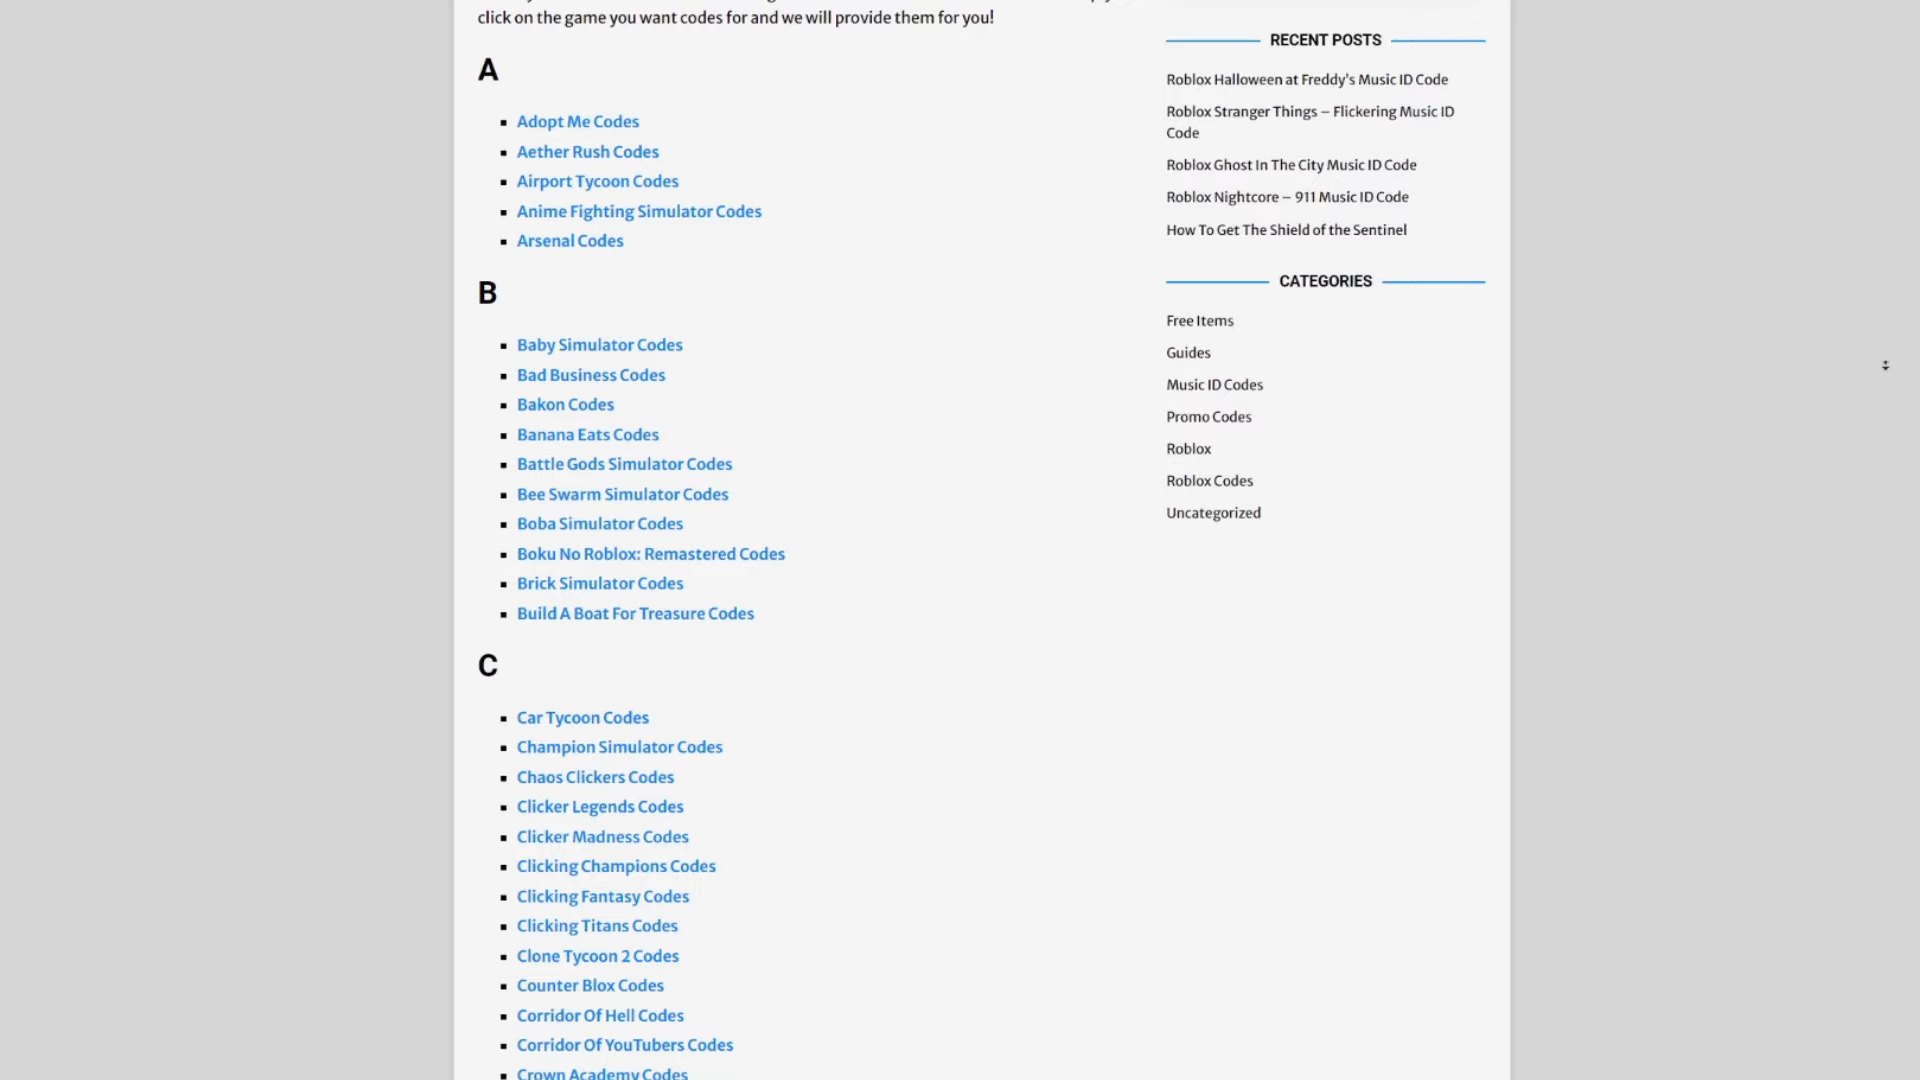 click on the game you want codes for and we will provide them for you!
A
Adopt Me Codes
Aether Rush Codes
Airport Tycoon Codes
Anime Fighting Simulator Codes
Arsenal Codes
B
Baby Simulator Codes
Bad Business Codes
Bakon Codes
Banana Eats Codes
Battle Gods Simulator Codes
Bee Swarm Simulator Codes
Boba Simulator Codes
Boku No Roblox: Remastered Codes
Brick Simulator Codes
Build A Boat For Treasure Codes
C
Car Tycoon Codes
Champion Simulator Codes
Chaos Clickers Codes
Clicker Legends Codes
Clicker Madness Codes
Clicking Champions Codes
Clicking Fantasy Codes
Clicking Titans Codes
Clone Tycoon 2 Codes
Counter Blox Codes
Corridor Of Hell Codes
Corridor Of YouTubers Codes
Crown Academy Codes
RECENT POSTS
Roblox Halloween at Freddy's Music ID Code
Roblox Stranger Things – Flickering Music ID
Code
Roblox Ghost In The City Music ID Code
Roblox Nightcore – 911 Music ID Code
How To Get The Shield of the Sentinel
CATEGORIES
Free Items
Guides
Music ID Codes
Promo Codes
Roblox
Roblox Codes
Uncategorized